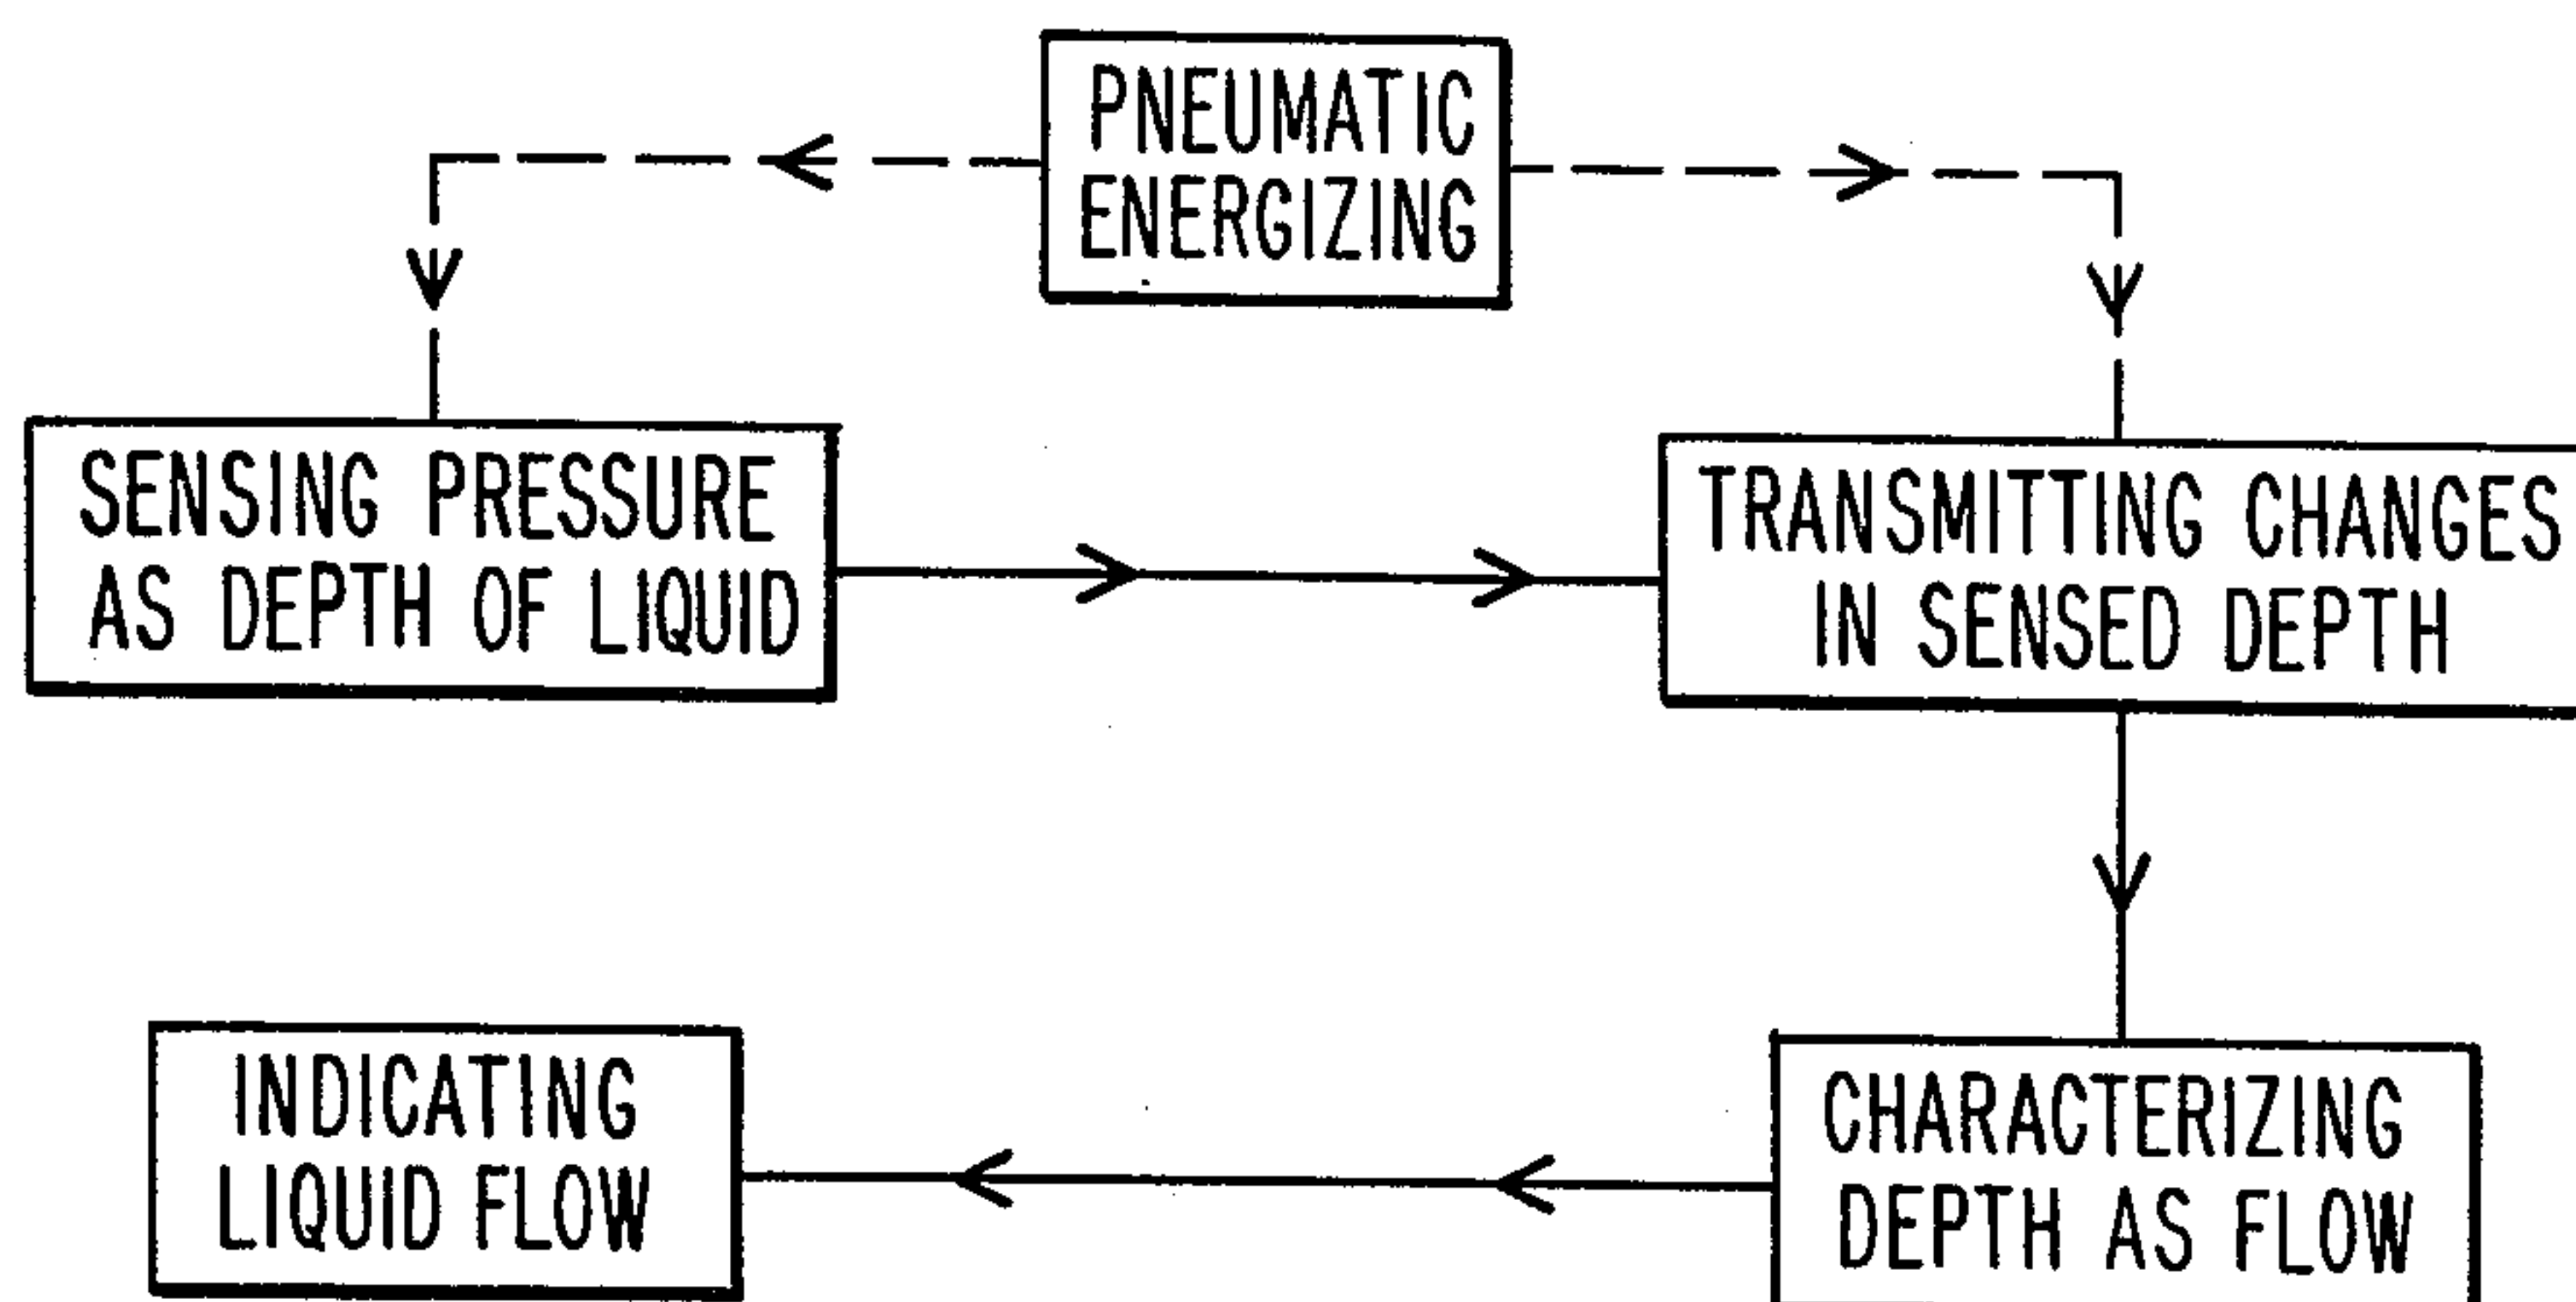 PNEUMATIC
ENERGIZING
SENSING PRESSURE
AS DEPTH OF LIQUID
TRANSMITTING CHANGES
IN SENSED DEPTH
INDICATING
LIQUID FLOW
CHARACTERIZING
DEPTH AS FLOW